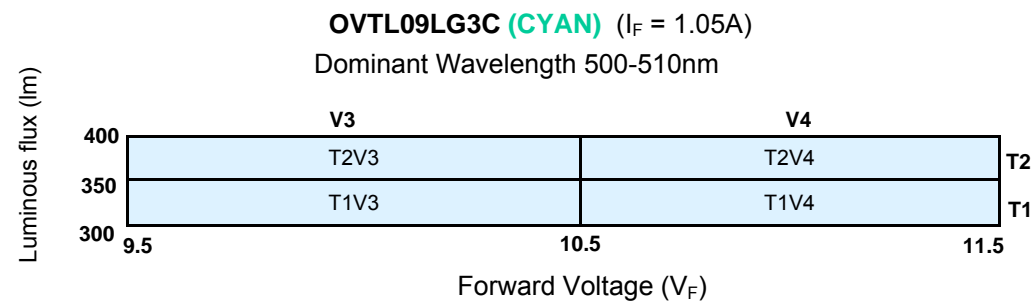 OVTL09LG3C (CYAN) (IF = 1.05A)
Dominant Wavelength 500-510nm
Luminous flux (lm)
V3 V4
400
T2V3 T2V4 T2
350
T1V3 T1V4 T1
300
9.5 10.5 11.5
Forward Voltage (VF)